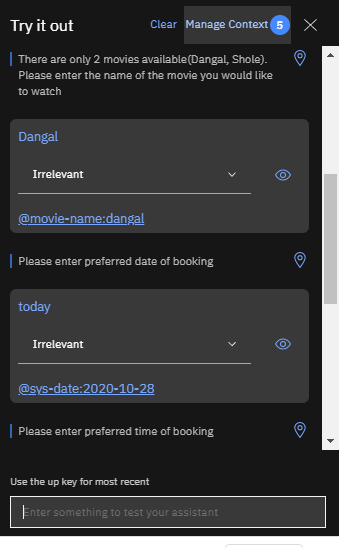 Try it out
Clear
Manage Context 5
There are only 2 movies available(Dangal, Shole).
Please enter the name of the movie you would like
to watch
Dangal
Irrelevant
@movie-name:dangal
Please enter preferred date of booking
today
Irrelevant
@sys-date:2020-10-28
Please enter preferred time of booking
Use the up key for most recent
Enter something to test your assistant